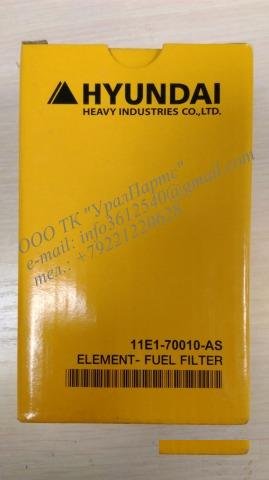 HYUNDAI
HEAVY INDUSTRIES CO.,LTD.
ООО ТК "УралПартс"
e-mail: info3612540@gmail.com
тел.: +79221220628
11E1-70010-AS
ELEMENT- FUEL FILTER